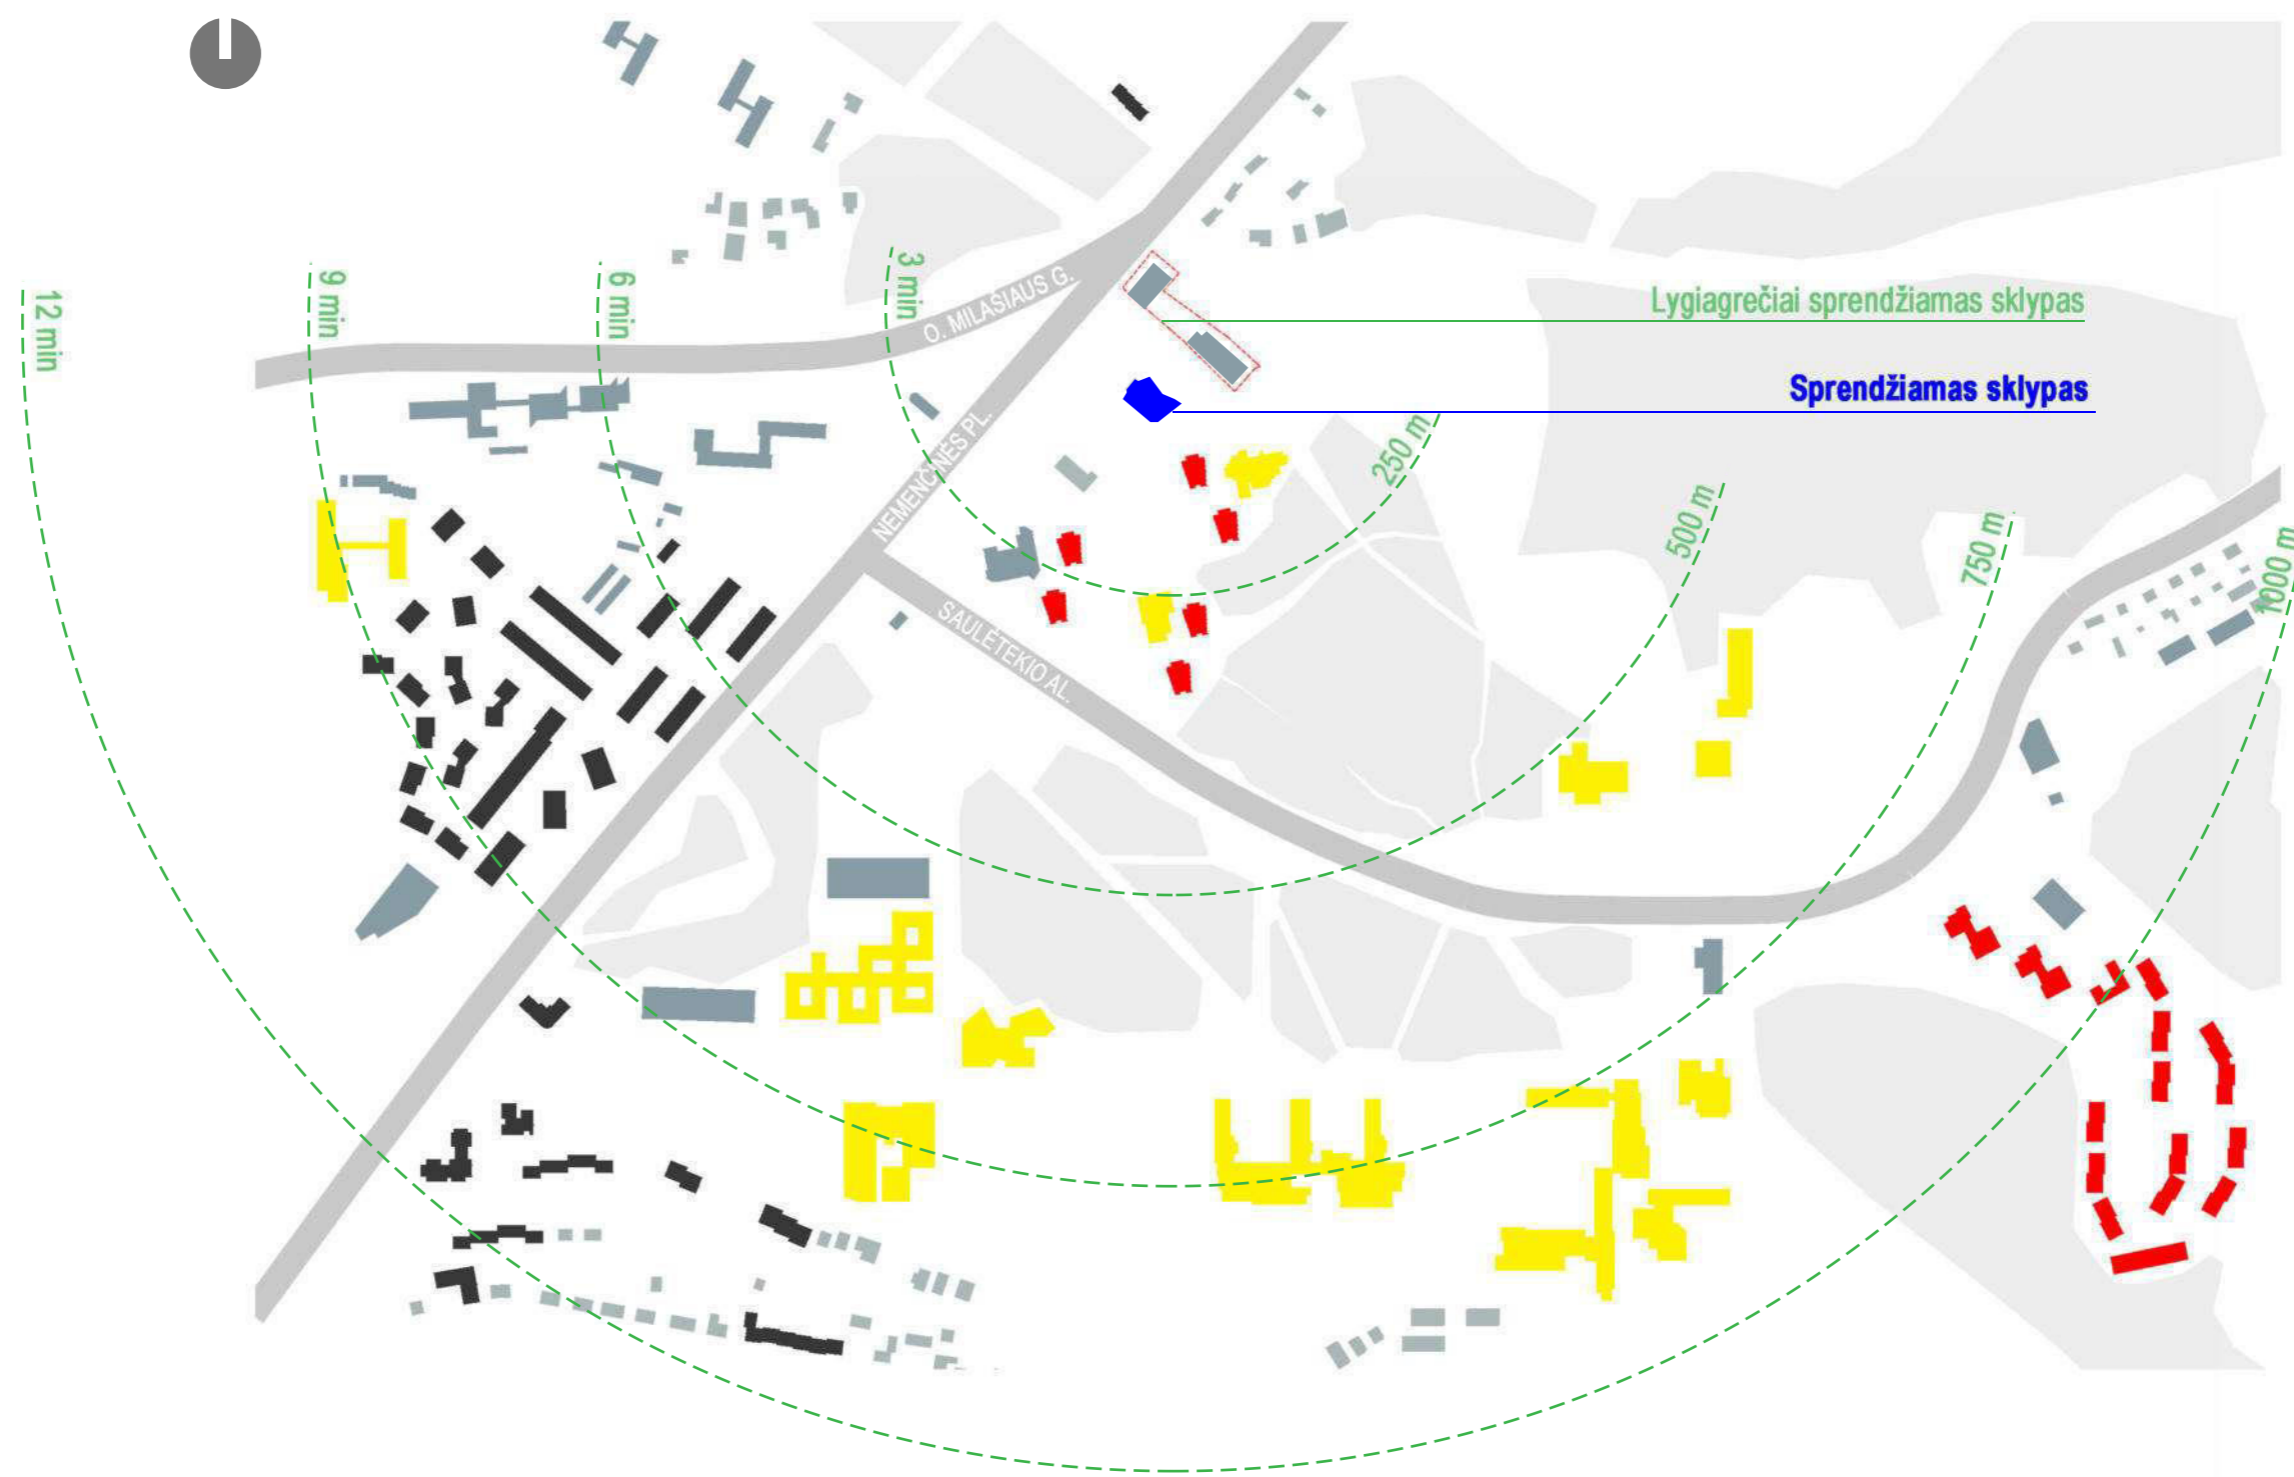 12 min
9 min
6 min
3 min
O. MILAŠIAUS G.
NEMENČINĖS PL.
SAULĖTEKIO AL.
Lygiagrečiai sprendžiamas sklypas
Sprendžiamas sklypas
250 m
500 m
750 m
1000 m